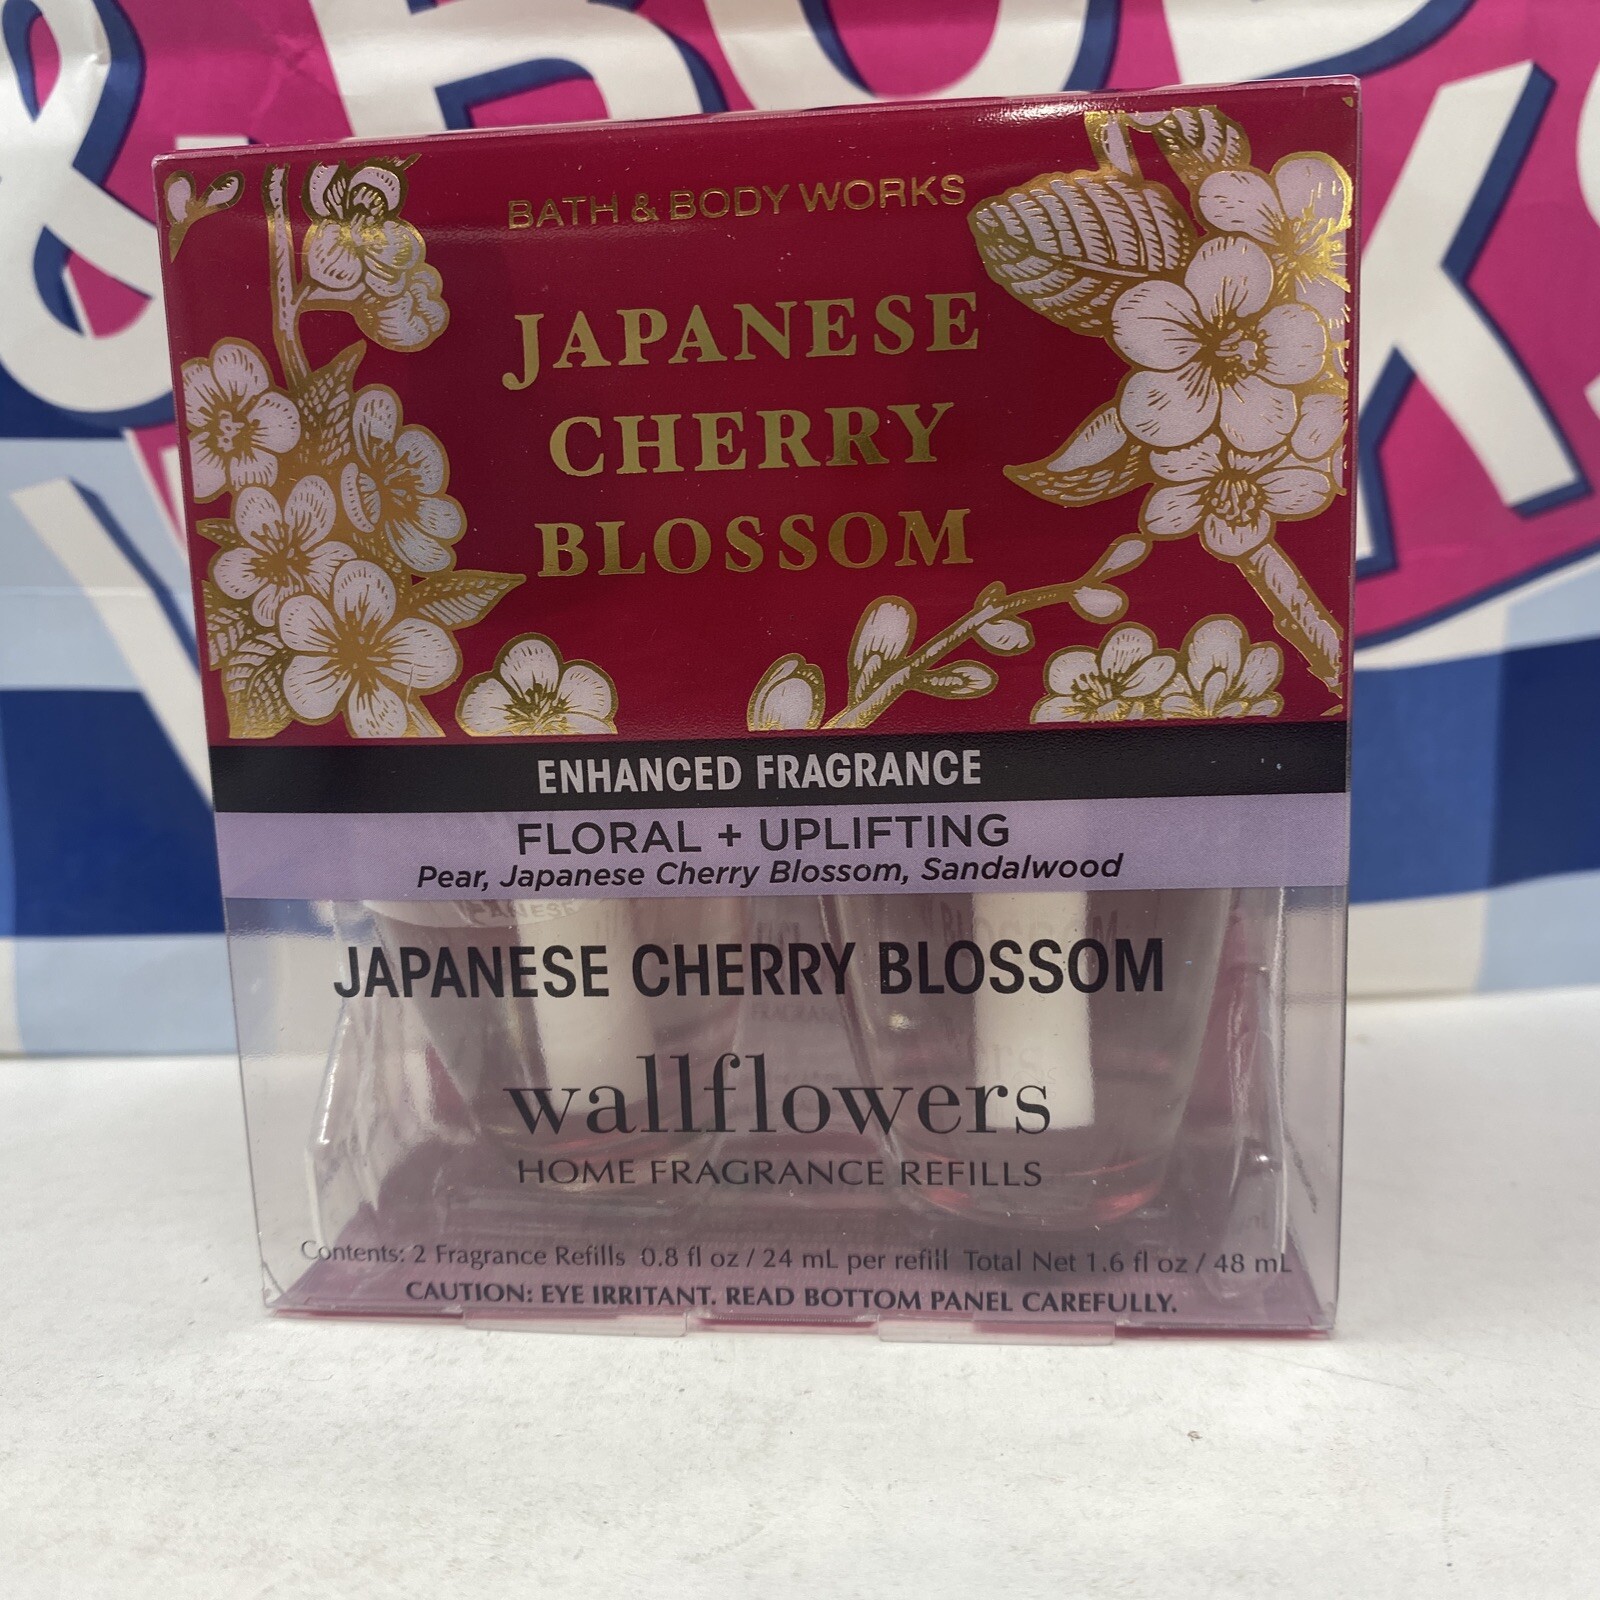 BATH & BODY WORKS
JAPANESE
CHERRY
BLOSSOM
ENHANCED FRAGRANCE
FLORAL + UPLIFTING
Pear, Japanese Cherry Blossom, Sandalwood
JAPANESE CHERRY BLOSSOM
wallflowers
HOME FRAGRANCE REFILLS
Contents: 2 Fragrance Refills 0.8 fl oz / 24 mL per refill Total Net 1.6 fl oz / 48 mL
CAUTION: EYE IRRITANT. READ BOTTOM PANEL CAREFULLY.